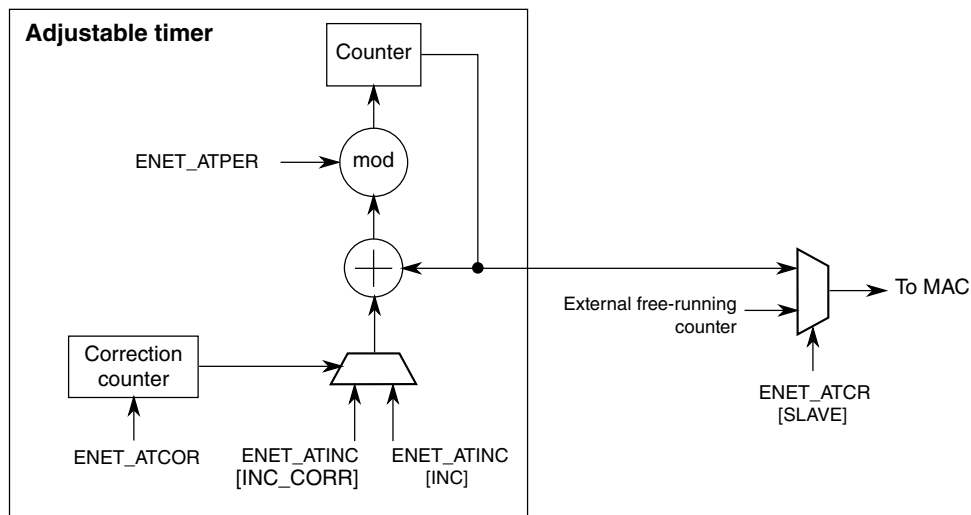 Adjustable timer
Counter
ENET_ATPER
mod
External free-running
counter
To MAC
Correction
counter
ENET_ATCOR
ENET_ATINC
[INC_CORR]
ENET_ATINC
[INC]
ENET_ATCR
[SLAVE]